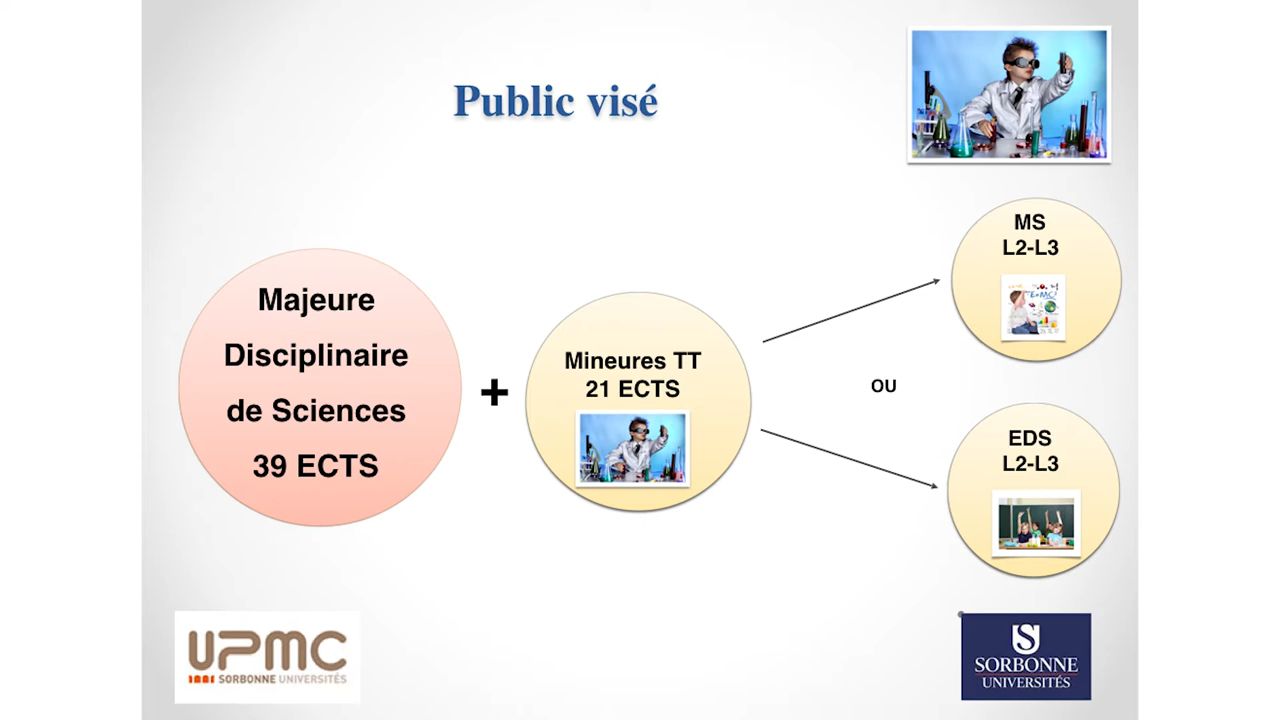 Public visé
Majeure
Disciplinaire
de Sciences
39 ECTS
+
Mineures TT
21 ECTS
MS
L2-L3
OU
EDS
L2-L3
UPMC
SORBONNE UNIVERSITÉS
S
SORBONNE
UNIVERSITÉS